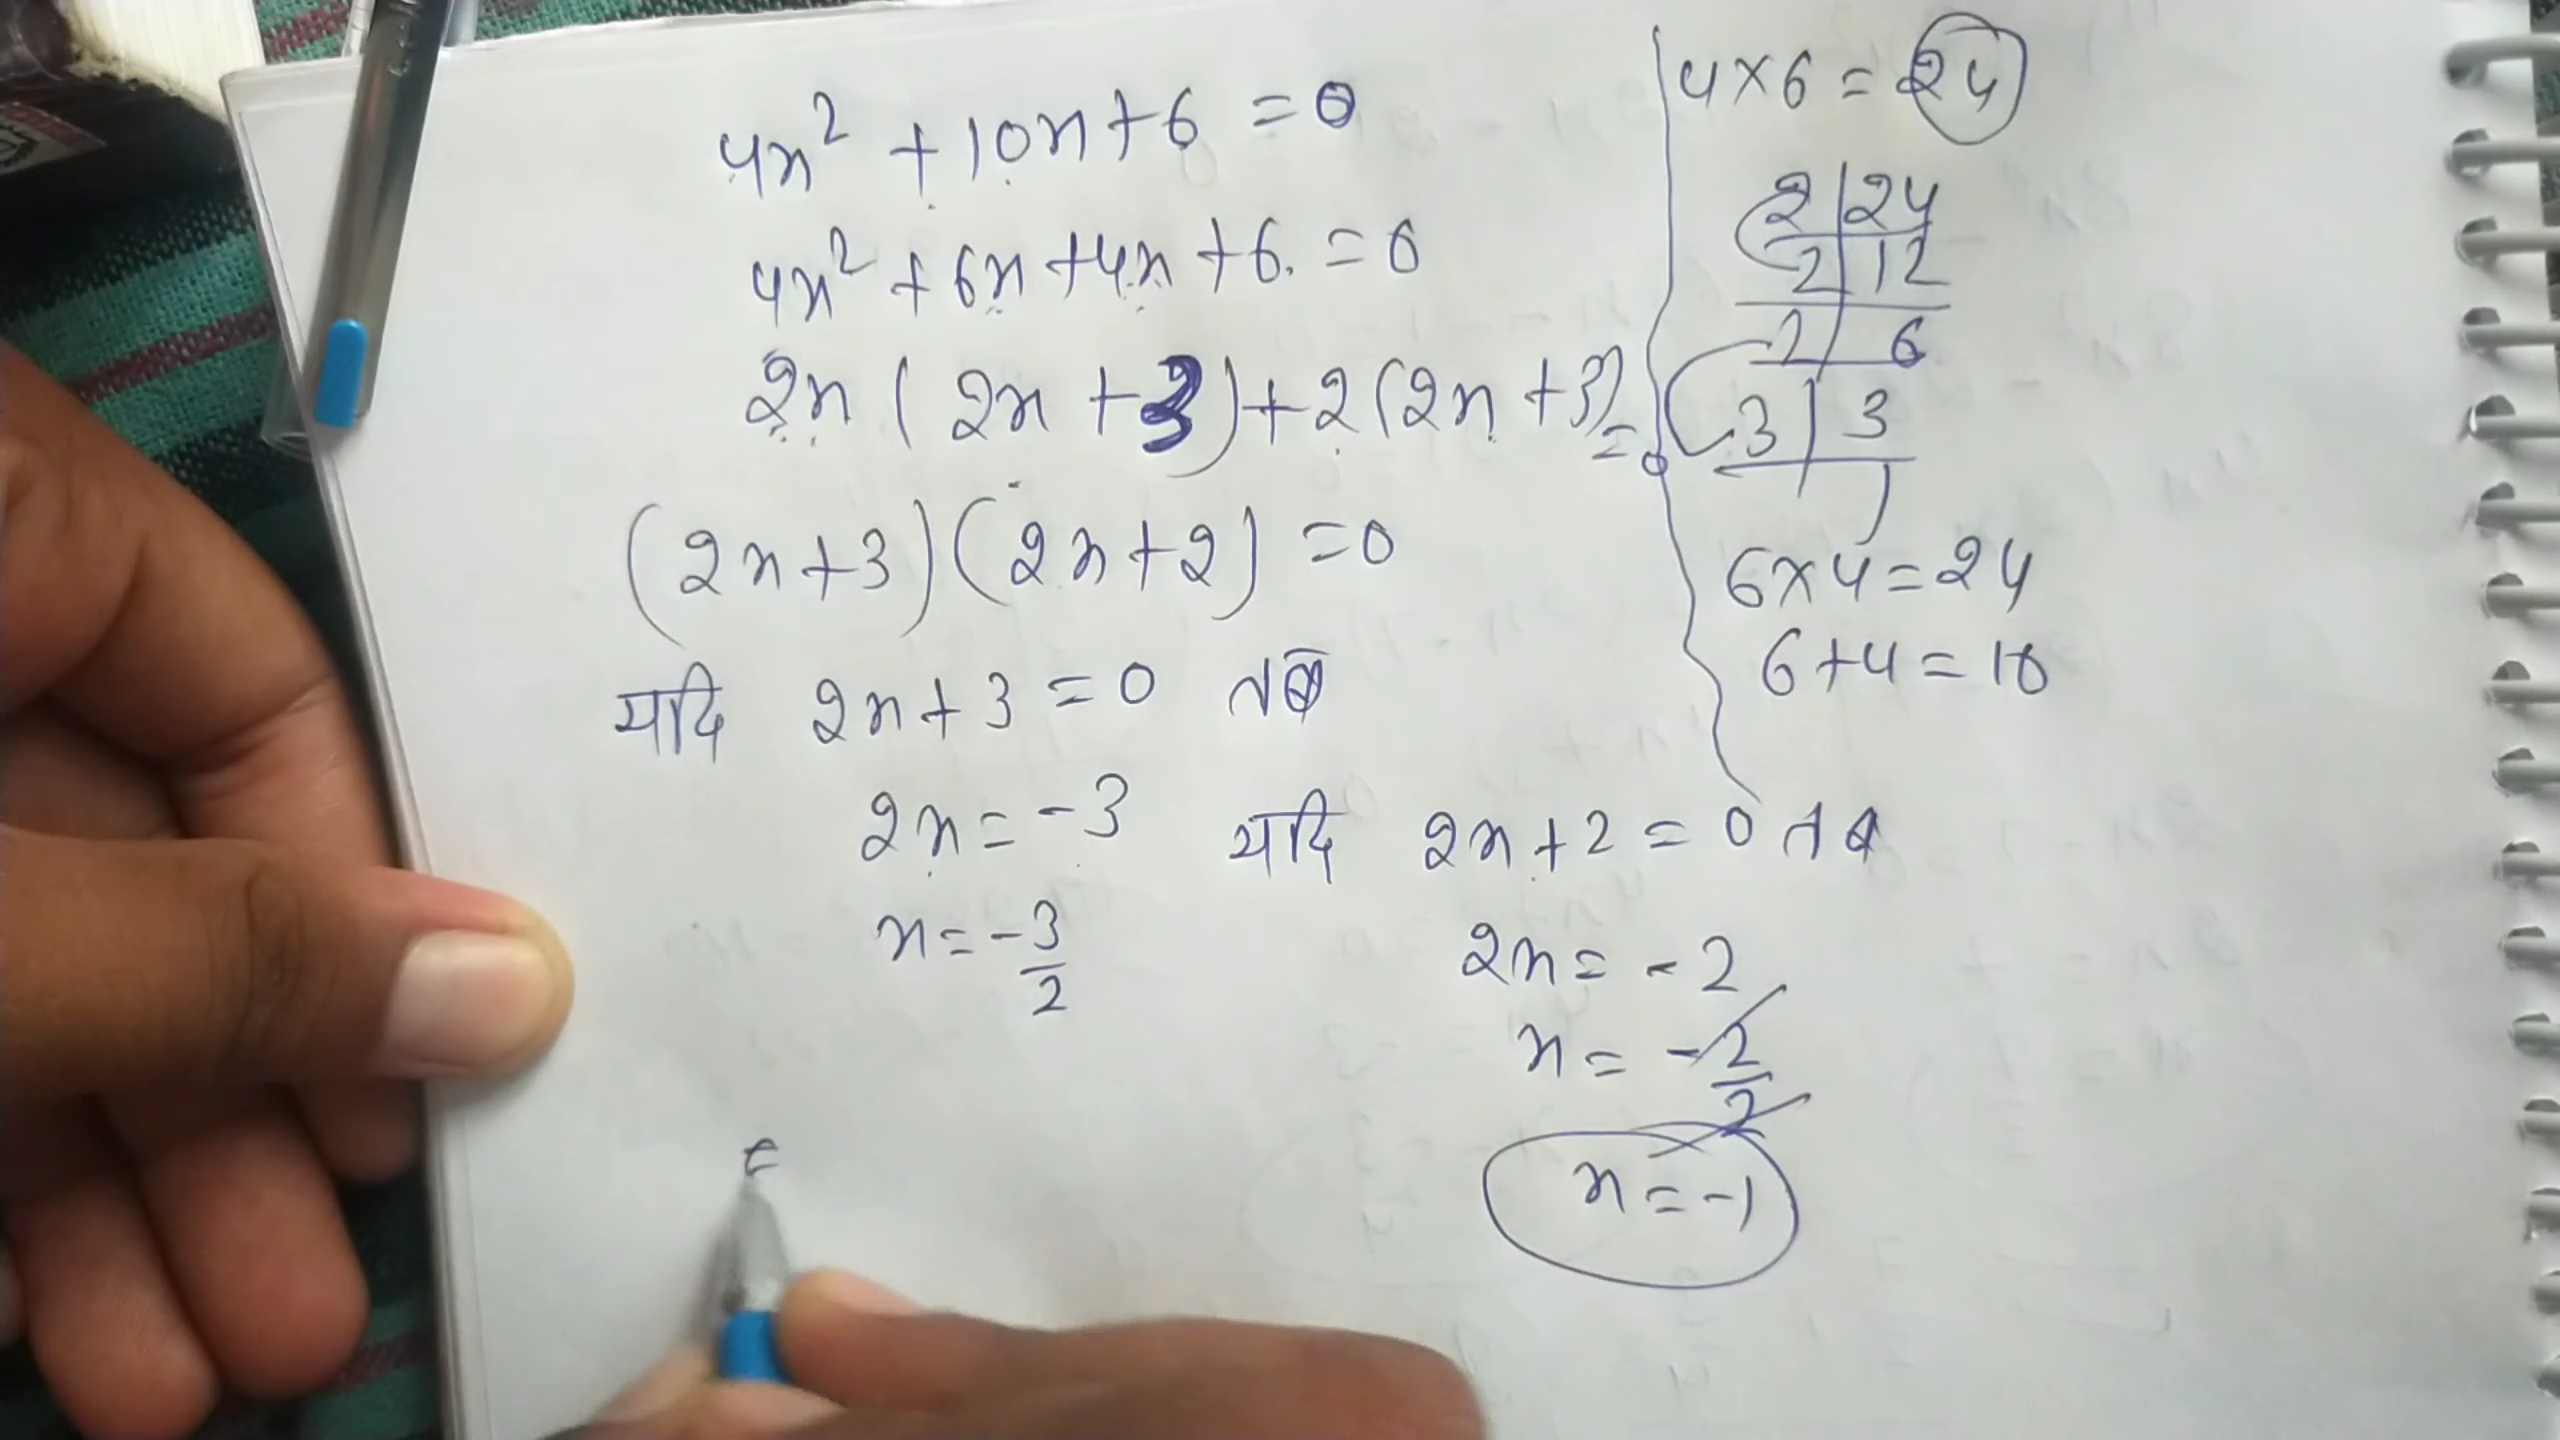 4x² + 10x + 6 = 0
4x² + 6x + 4x + 6 = 0
2x ( 2x + 3 ) + 2 ( 2x + 3 ) = 0
( 2x + 3 ) ( 2x + 2 ) = 0
यदि 2x + 3 = 0 तब
2x = -3
x = -3/2
यदि 2x + 2 = 0 तब
2x = -2
x = -2/2
x = -1
=
4 × 6 = 24
2 | 24
2 | 12
2 | 6
3 | 3
1
6 × 4 = 24
6 + 4 = 10